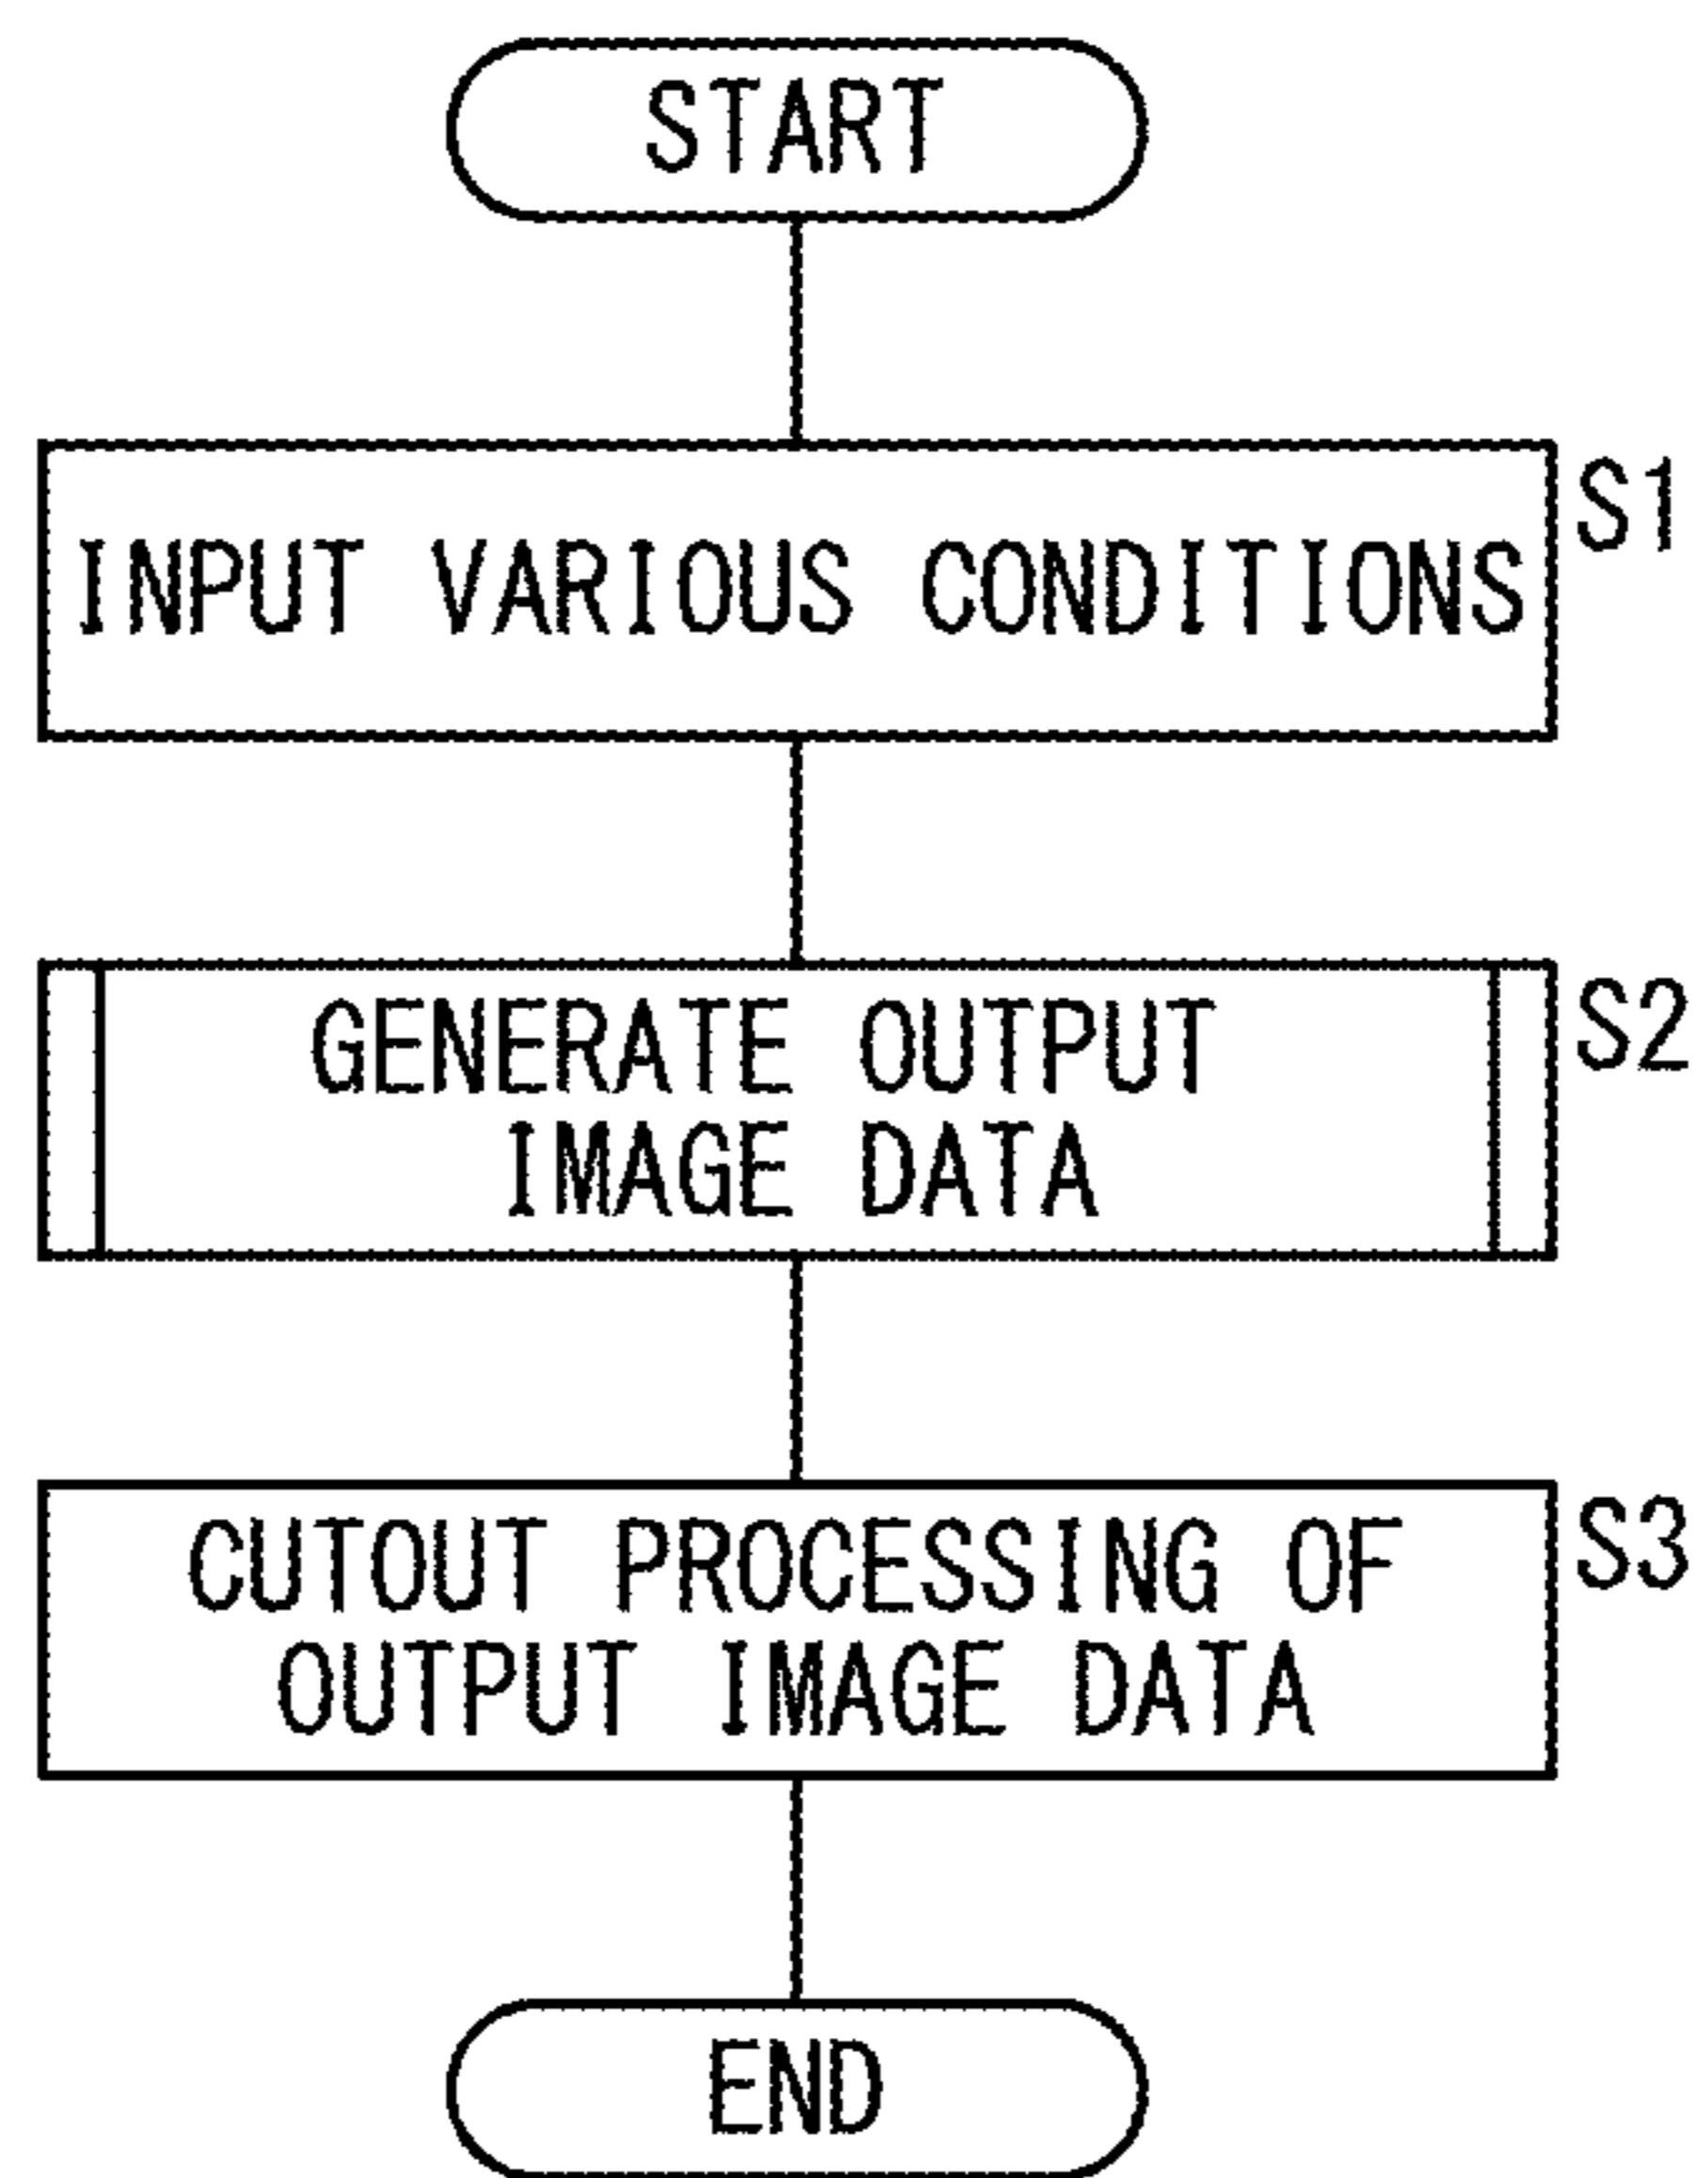 START
INPUT VARIOUS CONDITIONS
S1
GENERATE OUTPUT
IMAGE DATA
S2
CUTOUT PROCESSING OF
OUTPUT IMAGE DATA
S3
END